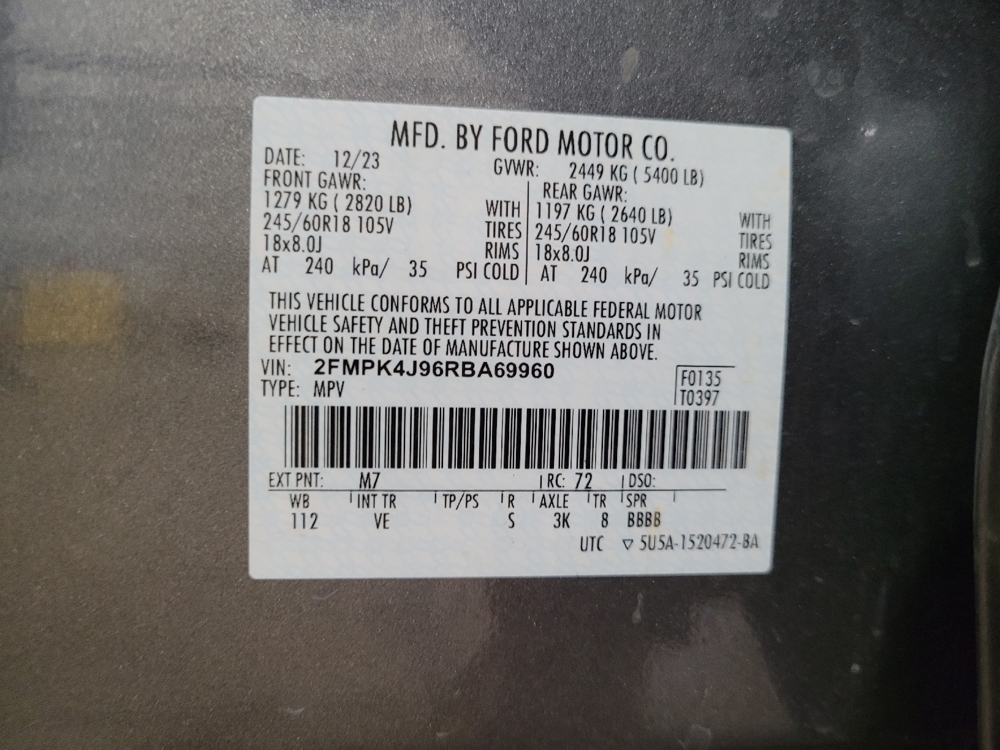 MFD. BY FORD MOTOR CO.
DATE: 12/23 GVWR: 2449 KG ( 5400 LB)
FRONT GAWR: REAR GAWR:
1279 KG ( 2820 LB) WITH 1197 KG ( 2640 LB) WITH
245/60R18 105V TIRES 245/60R18 105V TIRES
18x8.0J RIMS 18x8.0J RIMS
AT 240 kPa/ 35 PSI COLD AT 240 kPa/ 35 PSI COLD
THIS VEHICLE CONFORMS TO ALL APPLICABLE FEDERAL MOTOR
VEHICLE SAFETY AND THEFT PREVENTION STANDARDS IN
EFFECT ON THE DATE OF MANUFACTURE SHOWN ABOVE.
VIN: 2FMPK4J96RBA69960 F0135
TYPE: MPV T0397
EXT PNT: M7 RC: 72 DSO:
WB INT TR TP/PS R AXLE TR SPR
112 VE S 3K 8 BBBB
UTC ▽ 5U5A-1520472-BA